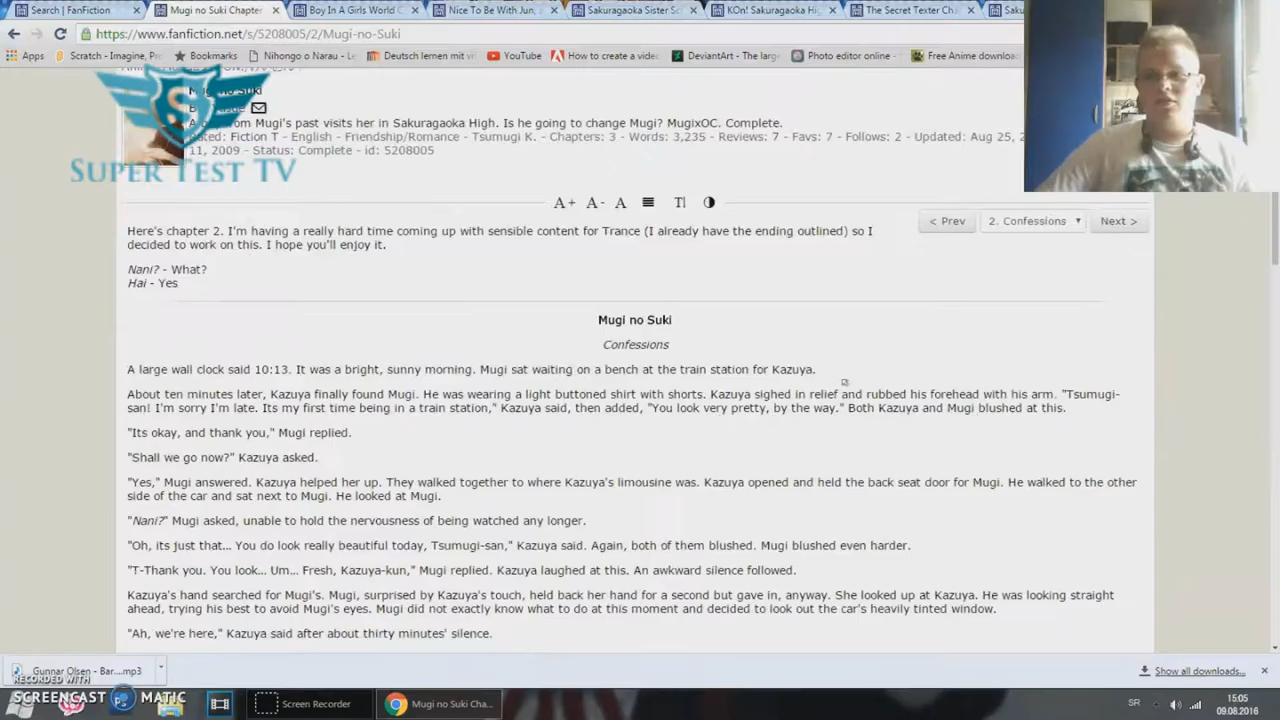 Search | FanFiction
Mugi no Suki Chapter
Boy In A Girls World C
Nice To Be With Jun, a
Sakuragaoka Sister Sc
KOn! Sakuragaoka Hi
The Secret Texter Ch
Saku
https://www.fanfiction.net/s/5208005/2/Mugi-no-Suki
Apps Scratch - Imagine, Pr Bookmarks Nihongo o Narau - Le Deutsch lernen - mitt YouTube How to create a video DeviantArt - The large Photo editor online - Free Anime download
Mugi no Suki
from Mugi's past visits her in Sakuragaoka High. Is he going to change Mugi? MugixOC. Complete.
Rated: Fiction T - English - Friendship/Romance - Tsumugi K. - Chapters: 3 - Words: 3,235 - Reviews: 7 - Favs: 7 - Follows: 2 - Updated: Aug 25, 2
11, 2009 - Status: Complete - id: 5208005
S
SUPER TEST TV
A+ A- A
Here's chapter 2. I'm having a really hard time coming up with sensible content for Trance (I already have the ending outlined) so I
decided to work on this. I hope you'll enjoy it.
< Prev 2. Confessions Next >
Nani? - What?
Hai - Yes
Mugi no Suki
Confessions
A large wall clock said 10:13. It was a bright, sunny morning. Mugi sat waiting on a bench at the train station for Kazuya.
About ten minutes later, Kazuya finally found Mugi. He was wearing a light buttoned shirt with shorts. Kazuya sighed in relief and rubbed his forehead with his arm. "Tsumugi-
san! I'm sorry I'm late. Its my first time being in a train station," Kazuya said, then added, "You look very pretty, by the way." Both Kazuya and Mugi blushed at this.
"Its okay, and thank you," Mugi replied.
"Shall we go now?" Kazuya asked.
"Yes," Mugi answered. Kazuya helped her up. They walked together to where Kazuya's limousine was. Kazuya opened and held the back seat door for Mugi. He walked to the other
side of the car and sat next to Mugi. He looked at Mugi.
"Nani?" Mugi asked, unable to hold the nervousness of being watched any longer.
"Oh, its just that... You do look really beautiful today, Tsumugi-san," Kazuya said. Again, both of them blushed. Mugi blushed even harder.
"T-Thank you. You look... Um... Fresh, Kazuya-kun," Mugi replied. Kazuya laughed at this. An awkward silence followed.
Kazuya's hand searched for Mugi's. Mugi, surprised by Kazuya's touch, held back her hand for a second but gave in, anyway. She looked up at Kazuya. He was looking straight
ahead, trying his best to avoid Mugi's eyes. Mugi did not exactly know what to do at this moment and decided to look out the car's heavily tinted window.
"Ah, we're here," Kazuya said after about thirty minutes' silence.
Gunnar Olsen - Bar....mp3
Show all downloads...
RECORDED WITH
SCREENCAST MATIC
Screen Recorder
Mugi no Suki Cha...
SR
15:05
09.08.2016